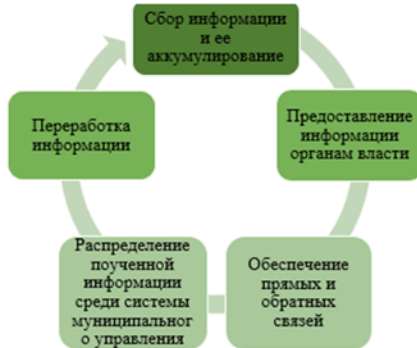 Сбор информации
и ее
аккумулирование
Предоставление
информации
органам власти
Обеспечение
прямых и
обратных
связей
Распределение
поученной
информации
среди системы
муниципальног
о управления
Переработка
информации